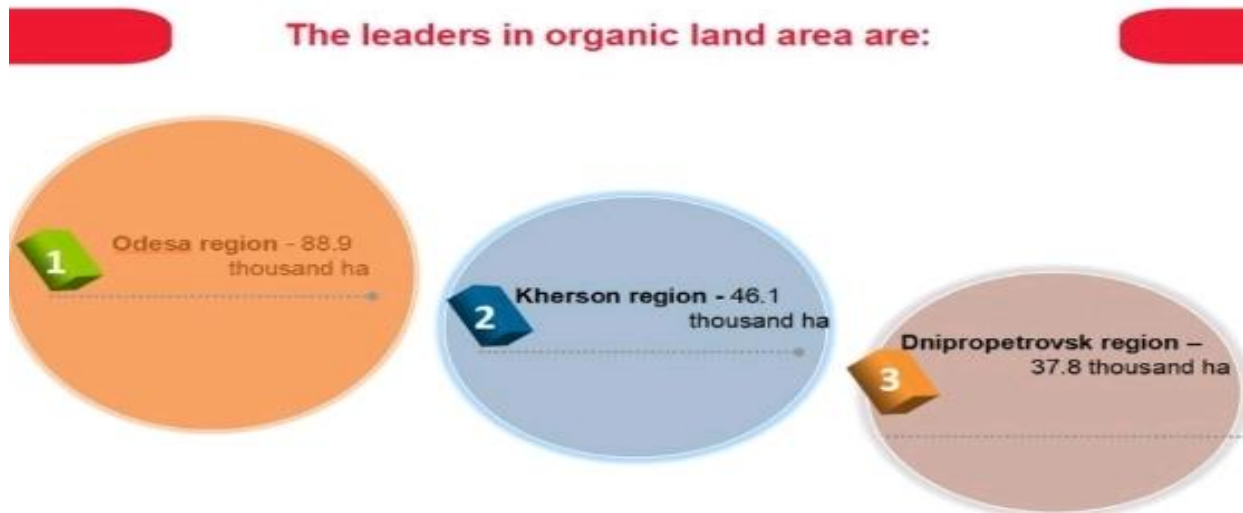 The leaders in organic land area are:
1
Odesa region - 88.9
thousand ha
2
Kherson region - 46.1
thousand ha
3
Dnipropetrovsk region –
37.8 thousand ha